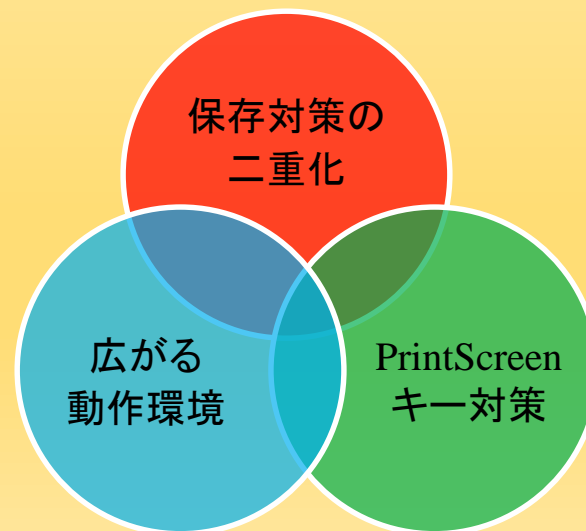 保存対策の
二重化
広がる
動作環境
PrintScreen
キー対策